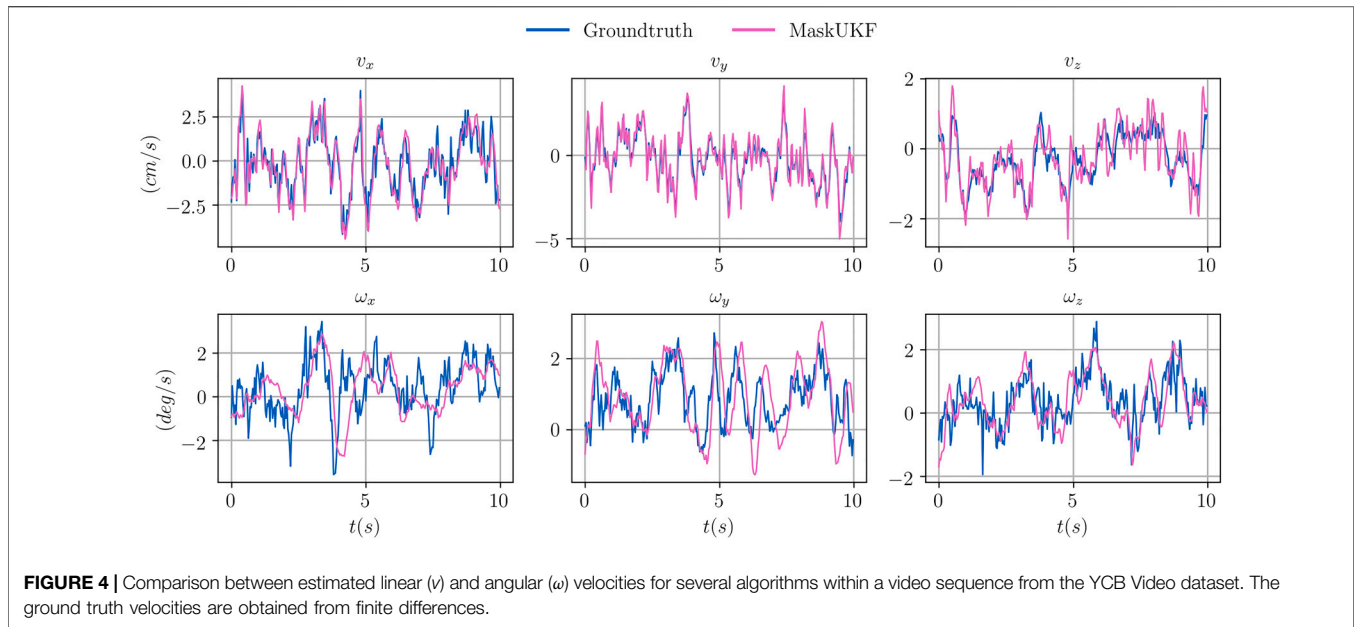 Groundtruth MaskUKF
v_x v_y v_z
(cm/s)
2.5
0.0
−2.5
0 5 10
0
−5
0 5 10
2
0
−2
0 5 10
ω_x ω_y ω_z
(deg/s)
2
0
−2
0 5 10
t(s)
2
0
0 5 10
t(s)
2
0
−2
0 5 10
t(s)
FIGURE 4 | Comparison between estimated linear (v) and angular (ω) velocities for several algorithms within a video sequence from the YCB Video dataset. The
ground truth velocities are obtained from finite differences.